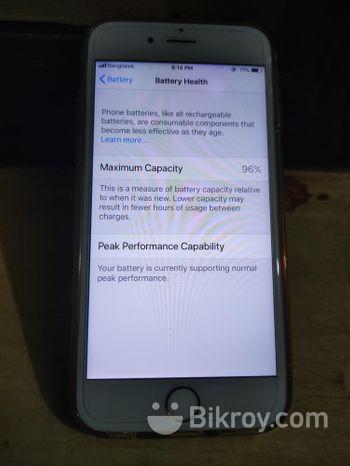 Banglalink 9:14 PM 71%
Battery Battery Health
Phone batteries, like all rechargeable
batteries, are consumable components that
become less effective as they age.
Learn more...
Maximum Capacity 96%
This is a measure of battery capacity relative
to when it was new. Lower capacity may
result in fewer hours of usage between
charges.
Peak Performance Capability
Your battery is currently supporting normal
peak performance.
Bikroy.com